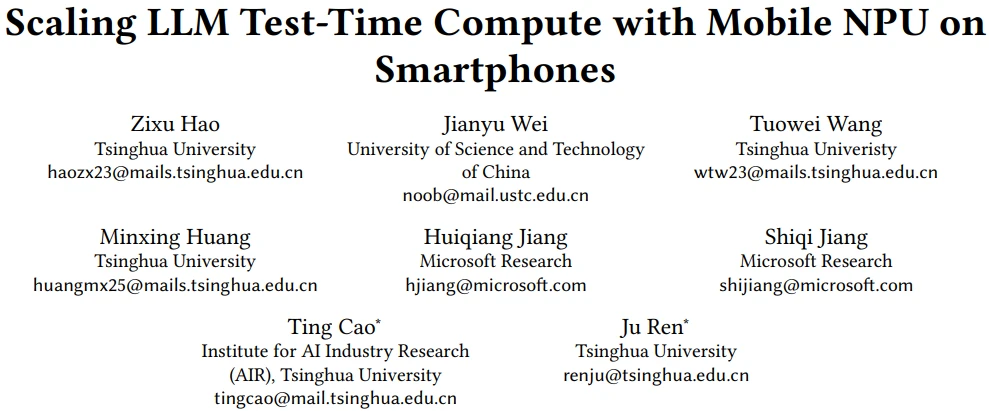 Scaling LLM Test-Time Compute with Mobile NPU on
Smartphones
Zixu Hao
Tsinghua University
haozx23@mails.tsinghua.edu.cn
Jianyu Wei
University of Science and Technology
of China
noob@mail.ustc.edu.cn
Tuowei Wang
Tsinghua Univeristy
wtw23@mails.tsinghua.edu.cn
Minxing Huang
Tsinghua University
huangmx25@mails.tsinghua.edu.cn
Huiqiang Jiang
Microsoft Research
hjiang@microsoft.com
Shiqi Jiang
Microsoft Research
shijiang@microsoft.com
Ting Cao*
Institute for AI Industry Research
(AIR), Tsinghua University
tingcao@mail.tsinghua.edu.cn
Ju Ren*
Tsinghua University
renju@tsinghua.edu.cn